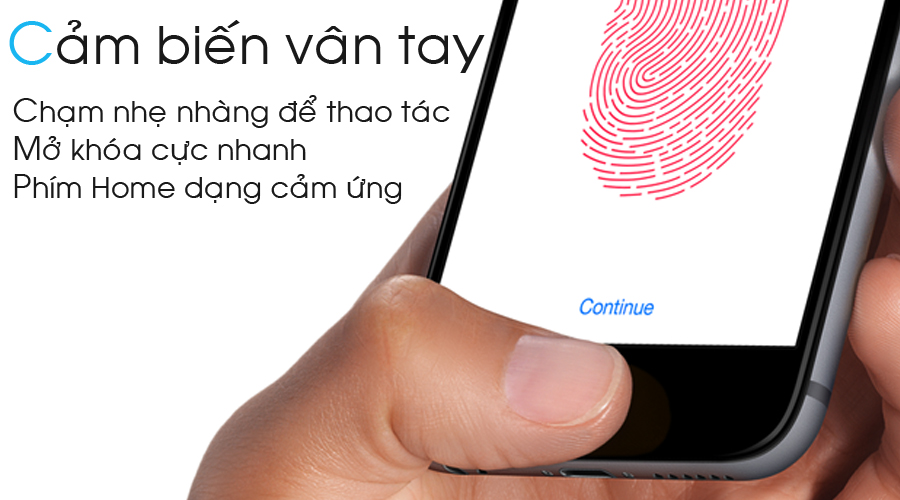 Cảm biến vân tay
Chạm nhẹ nhàng để thao tác
Mở khóa cực nhanh
Phím Home dạng cảm ứng
Continue